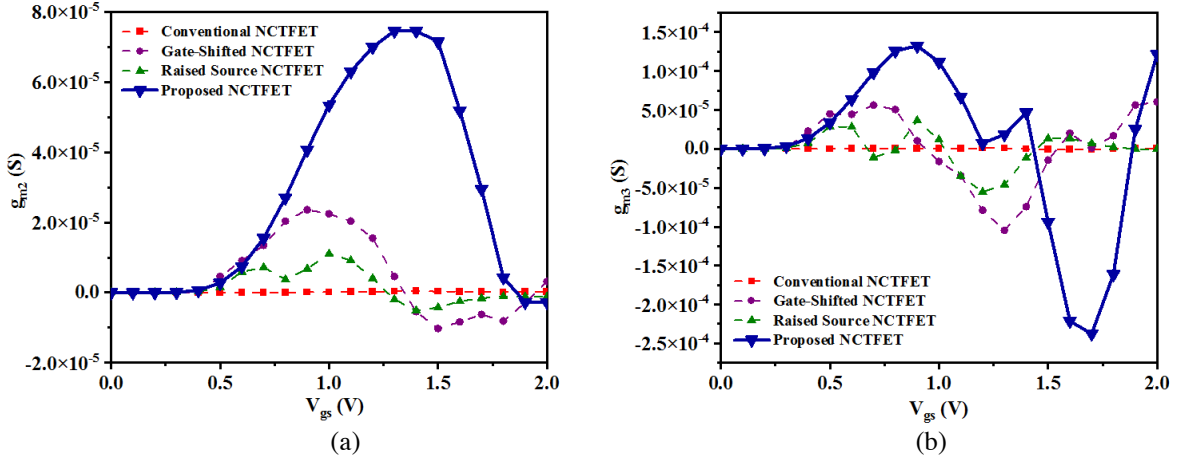 8.0×10⁻⁵
6.0×10⁻⁵
4.0×10⁻⁵
2.0×10⁻⁵
0.0
-2.0×10⁻⁵
gm2 (S)
Conventional NCTFET
Gate-Shifted NCTFET
Raised Source NCTFET
Proposed NCTFET
0.0 0.5 1.0 1.5 2.0
Vgs (V)
(a)
1.5×10⁻⁴
1.0×10⁻⁴
5.0×10⁻⁵
0.0
-5.0×10⁻⁵
-1.0×10⁻⁴
-1.5×10⁻⁴
-2.0×10⁻⁴
-2.5×10⁻⁴
gm3 (S)
Conventional NCTFET
Gate-Shifted NCTFET
Raised Source NCTFET
Proposed NCTFET
0.0 0.5 1.0 1.5 2.0
Vgs (V)
(b)